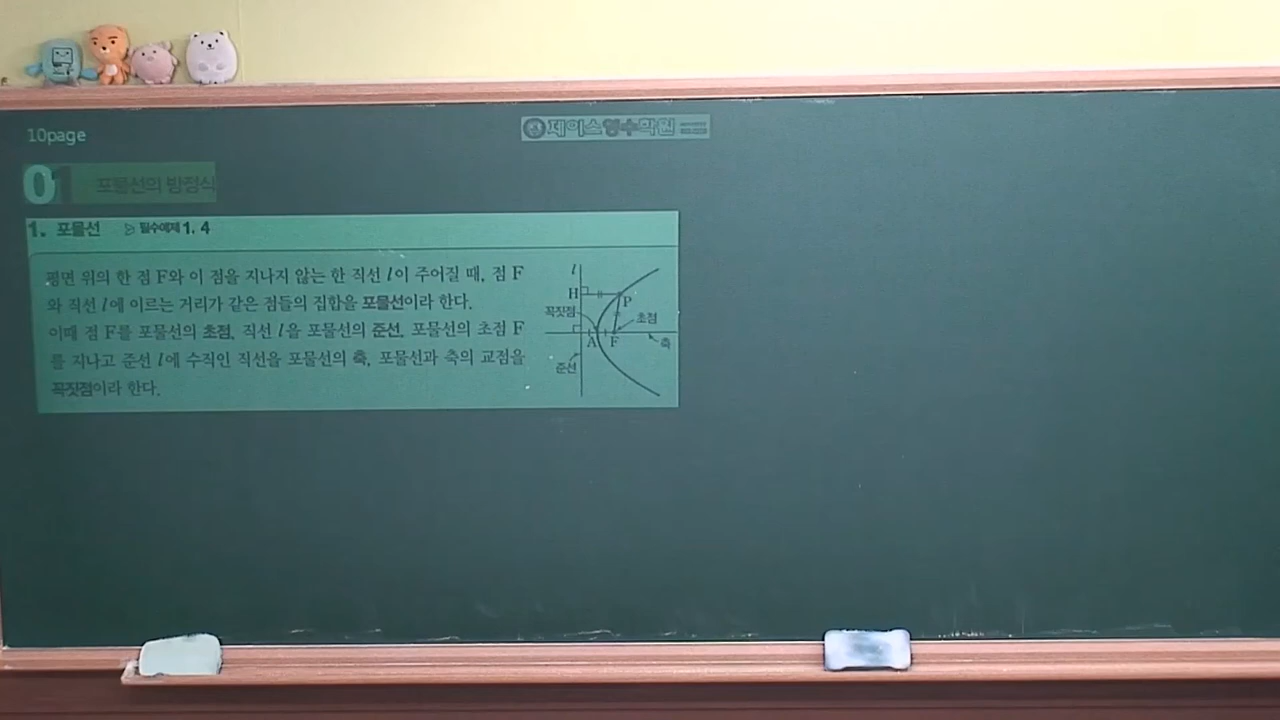 10page
제이스영수학원
01 포물선의 방정식
1. 포물선 ▷ 필수예제 1, 4
평면 위의 한 점 F와 이 점을 지나지 않는 한 직선 l이 주어질 때, 점 F
와 직선 l에 이르는 거리가 같은 점들의 집합을 포물선이라 한다.
이때 점 F를 포물선의 초점, 직선 l을 포물선의 준선, 포물선의 초점 F
를 지나고 준선 l에 수직인 직선을 포물선의 축, 포물선과 축의 교점을
꼭짓점이라 한다.
l
H
P
꼭짓점
초점
A
F
축
준선